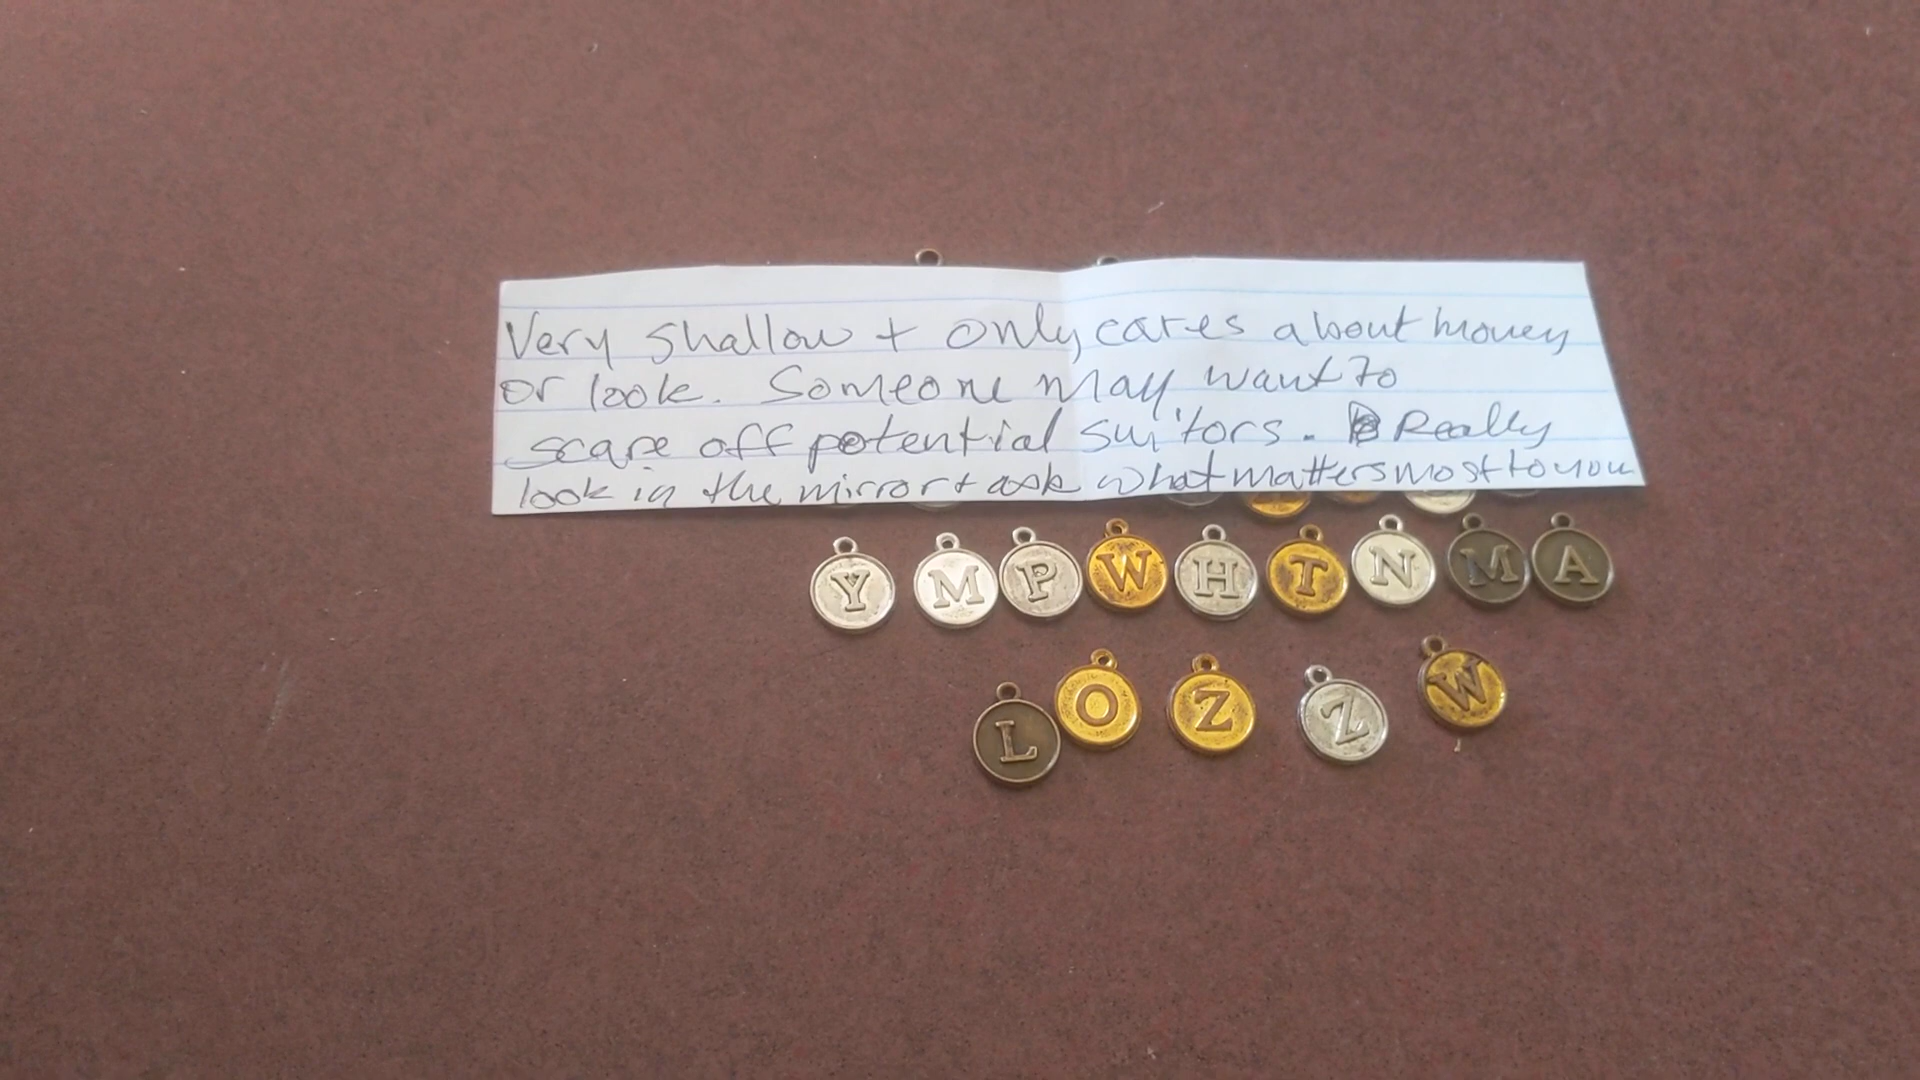 Very shallow + only cares about money
or look. Someone may want to
scare off potential suitors. Really
look in the mirror + ask what matters most to you
Y M P W H T N M A
L O Z Z W